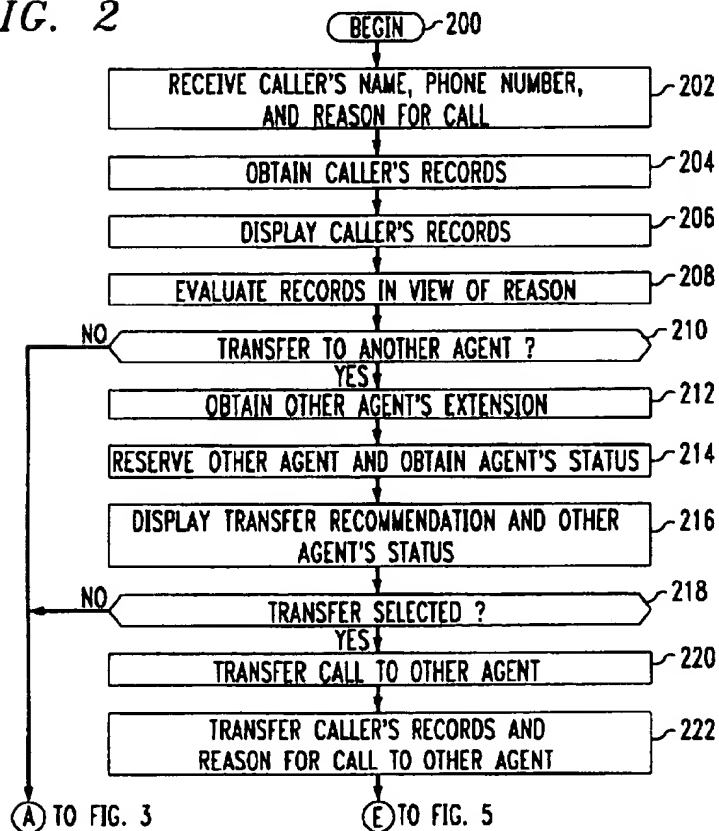 IG. 2
BEGIN 200
RECEIVE CALLER'S NAME, PHONE NUMBER,
AND REASON FOR CALL
202
OBTAIN CALLER'S RECORDS 204
DISPLAY CALLER'S RECORDS 206
EVALUATE RECORDS IN VIEW OF REASON 208
NO TRANSFER TO ANOTHER AGENT ? 210
YES
OBTAIN OTHER AGENT'S EXTENSION 212
RESERVE OTHER AGENT AND OBTAIN AGENT'S STATUS 214
DISPLAY TRANSFER RECOMMENDATION AND OTHER
AGENT'S STATUS
216
NO TRANSFER SELECTED ? 218
YES
TRANSFER CALL TO OTHER AGENT 220
TRANSFER CALLER'S RECORDS AND
REASON FOR CALL TO OTHER AGENT
222
A TO FIG. 3
E TO FIG. 5